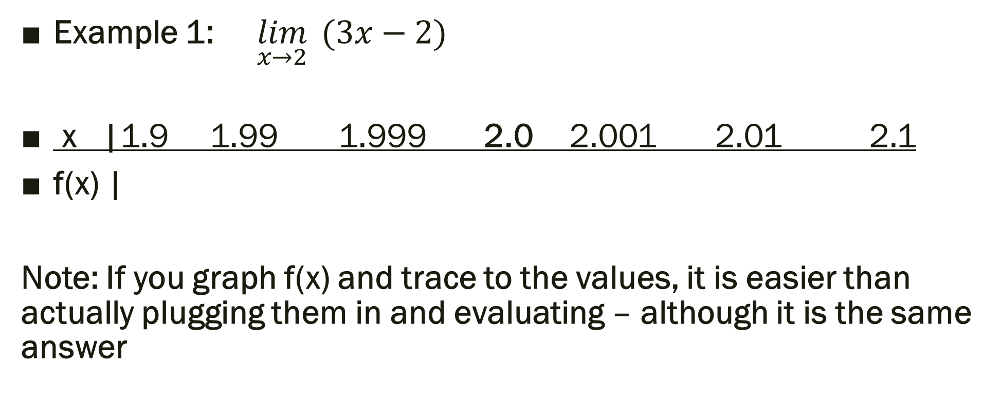 ■ Example 1: lim (3x − 2)
x→2
■ x |1.9 1.99 1.999 2.0 2.001 2.01 2.1
■ f(x) |
Note: If you graph f(x) and trace to the values, it is easier than
actually plugging them in and evaluating – although it is the same
answer